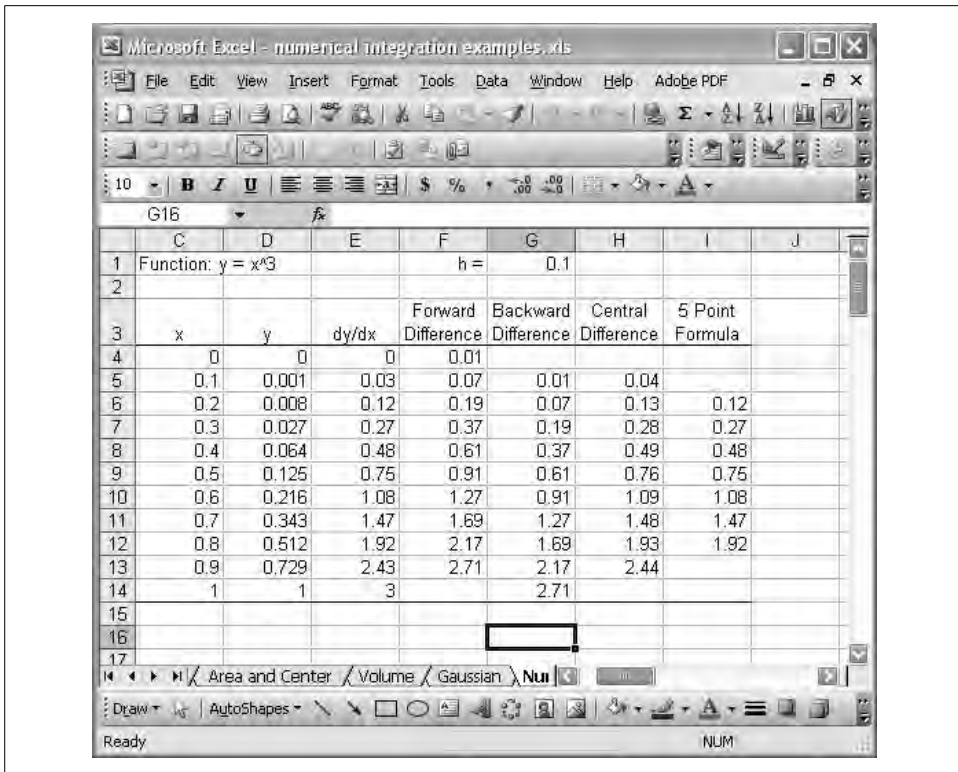 Microsoft Excel - numerical integration examples.xls
File Edit View Insert Format Tools Data Window Help Adobe PDF
10 B I U $ % ,
G16 fx
C D E F G H I J
1 Function: y = x^3 h = 0.1
2
Forward Backward Central 5 Point
3 x y dy/dx Difference Difference Difference Formula
4 0 0 0 0.01
5 0.1 0.001 0.03 0.07 0.01 0.04
6 0.2 0.008 0.12 0.19 0.07 0.13 0.12
7 0.3 0.027 0.27 0.37 0.19 0.28 0.27
8 0.4 0.064 0.48 0.61 0.37 0.49 0.48
9 0.5 0.125 0.75 0.91 0.61 0.76 0.75
10 0.6 0.216 1.08 1.27 0.91 1.09 1.08
11 0.7 0.343 1.47 1.69 1.27 1.48 1.47
12 0.8 0.512 1.92 2.17 1.69 1.93 1.92
13 0.9 0.729 2.43 2.71 2.17 2.44
14 1 1 3 2.71
15
16
17
Area and Center / Volume / Gaussian \ Nu
Draw AutoShapes
Ready NUM